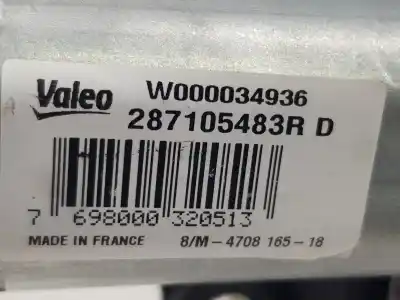 Valeo
W000034936
287105483R D
7 698000 320513
MADE IN FRANCE 8/M-4708 165-18